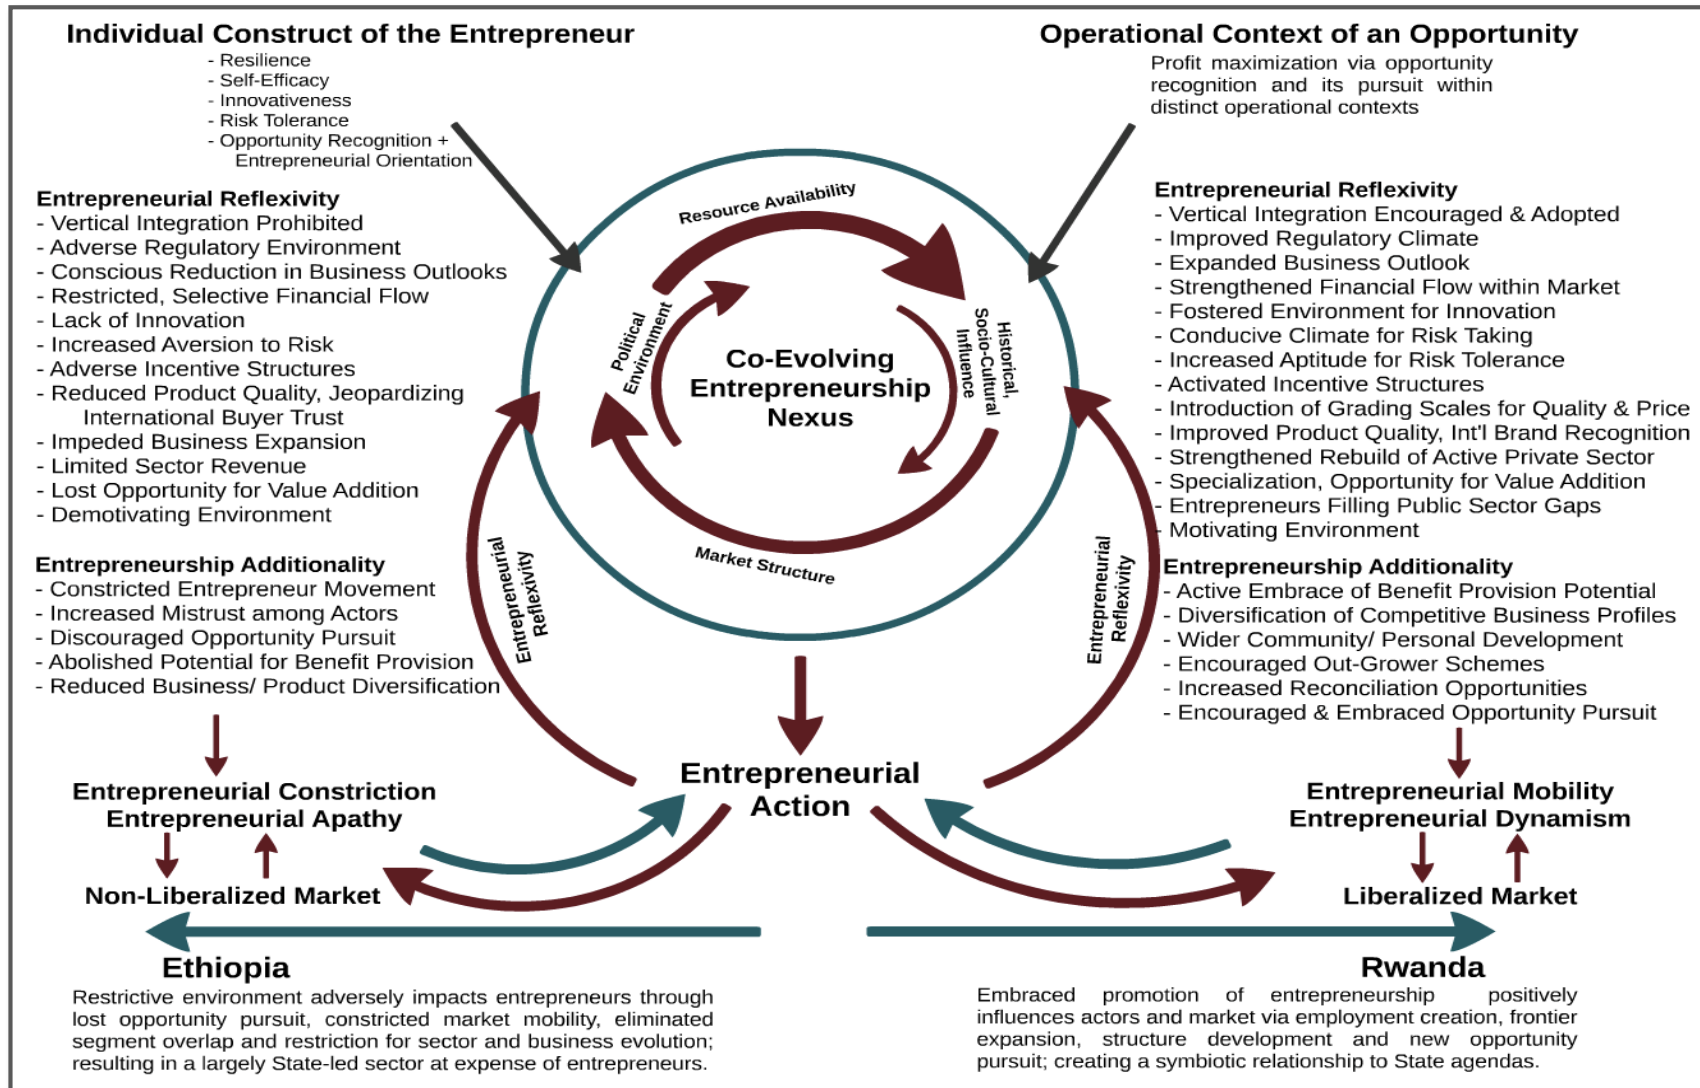 Individual Construct of the Entrepreneur
- Resilience
- Self-Efficacy
- Innovativeness
- Risk Tolerance
- Opportunity Recognition +
Entrepreneurial Orientation
Operational Context of an Opportunity
Profit maximization via opportunity
recognition and its pursuit within
distinct operational contexts
Entrepreneurial Reflexivity
- Vertical Integration Prohibited
- Adverse Regulatory Environment
- Conscious Reduction in Business Outlooks
- Restricted, Selective Financial Flow
- Lack of Innovation
- Increased Aversion to Risk
- Adverse Incentive Structures
- Reduced Product Quality, Jeopardizing
International Buyer Trust
- Impeded Business Expansion
- Limited Sector Revenue
- Lost Opportunity for Value Addition
- Demotivating Environment
Entrepreneurship Additionality
- Constricted Entrepreneur Movement
- Increased Mistrust among Actors
- Discouraged Opportunity Pursuit
- Abolished Potential for Benefit Provision
- Reduced Business/ Product Diversification
Resource Availability
Political
Environment
Co-Evolving
Entrepreneurship
Nexus
Historical,
Socio-Cultural
Influence
Market Structure
Entrepreneurial
Reflexivity
Entrepreneurial
Reflexivity
Entrepreneurial Reflexivity
- Vertical Integration Encouraged & Adopted
- Improved Regulatory Climate
- Expanded Business Outlook
- Strengthened Financial Flow within Market
- Fostered Environment for Innovation
- Conducive Climate for Risk Taking
- Increased Aptitude for Risk Tolerance
- Activated Incentive Structures
- Introduction of Grading Scales for Quality & Price
- Improved Product Quality, Int'l Brand Recognition
- Strengthened Rebuild of Active Private Sector
- Specialization, Opportunity for Value Addition
- Entrepreneurs Filling Public Sector Gaps
- Motivating Environment
Entrepreneurship Additionality
- Active Embrace of Benefit Provision Potential
- Diversification of Competitive Business Profiles
- Wider Community/ Personal Development
- Encouraged Out-Grower Schemes
- Increased Reconciliation Opportunities
- Encouraged & Embraced Opportunity Pursuit
Entrepreneurial Action
Entrepreneurial Constriction
Entrepreneurial Apathy
Non-Liberalized Market
Entrepreneurial Mobility
Entrepreneurial Dynamism
Liberalized Market
Ethiopia
Restrictive environment adversely impacts entrepreneurs through
lost opportunity pursuit, constricted market mobility, eliminated
segment overlap and restriction for sector and business evolution;
resulting in a largely State-led sector at expense of entrepreneurs.
Rwanda
Embraced promotion of entrepreneurship positively
influences actors and market via employment creation, frontier
expansion, structure development and new opportunity
pursuit; creating a symbiotic relationship to State agendas.